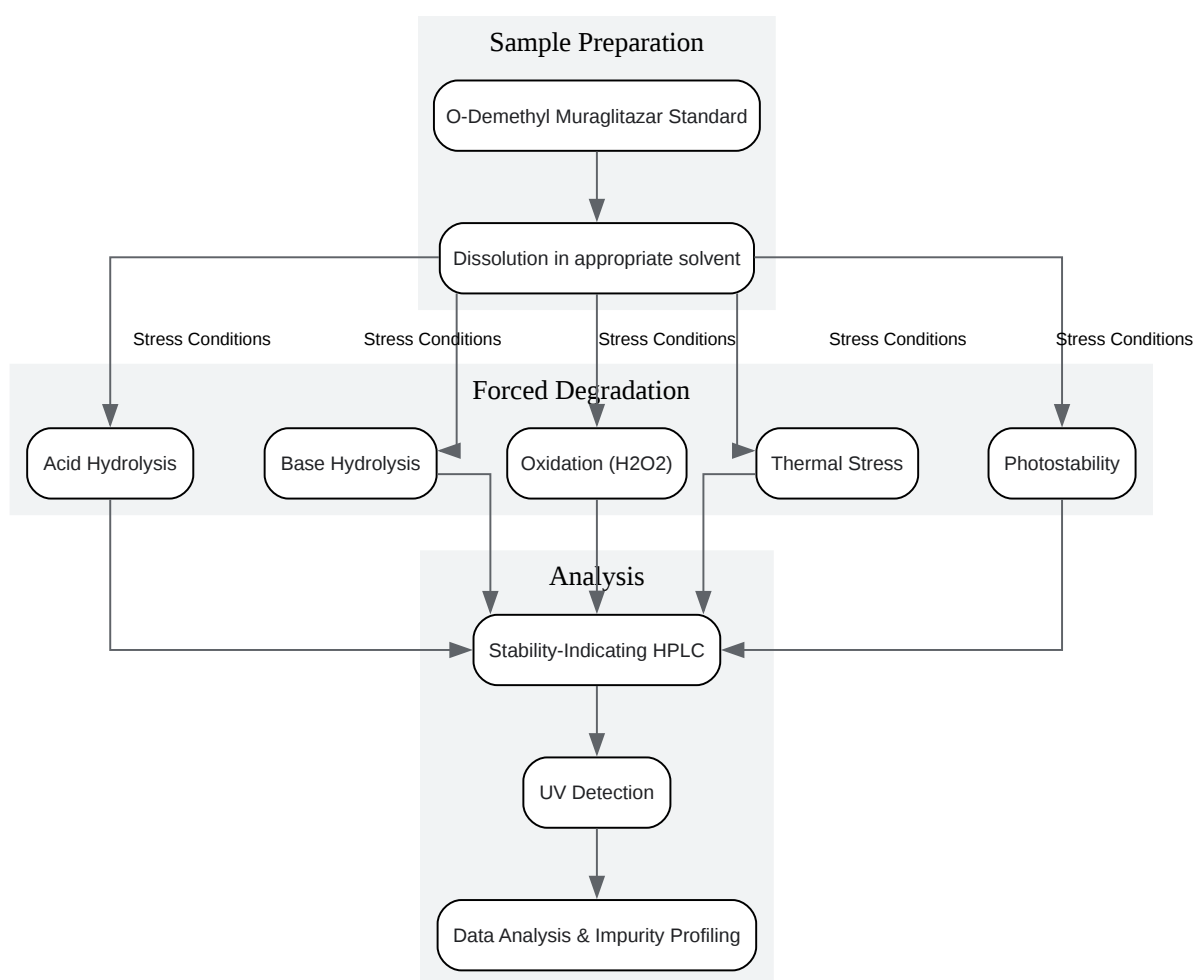 Sample Preparation
O-Demethyl Muraglitazar Standard
Dissolution in appropriate solvent
Stress Conditions
Stress Conditions
Stress Conditions
Stress Conditions
Stress Conditions
Forced Degradation
Acid Hydrolysis
Base Hydrolysis
Oxidation (H2O2)
Thermal Stress
Photostability
Analysis
Stability-Indicating HPLC
UV Detection
Data Analysis & Impurity Profiling